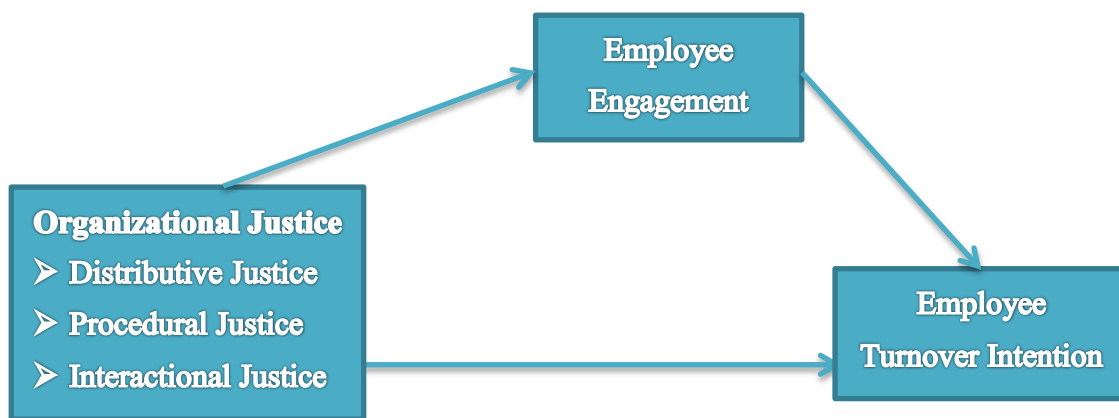 Employee
Engagement
Organizational Justice
➢ Distributive Justice
➢ Procedural Justice
➢ Interactional Justice
Employee
Turnover Intention